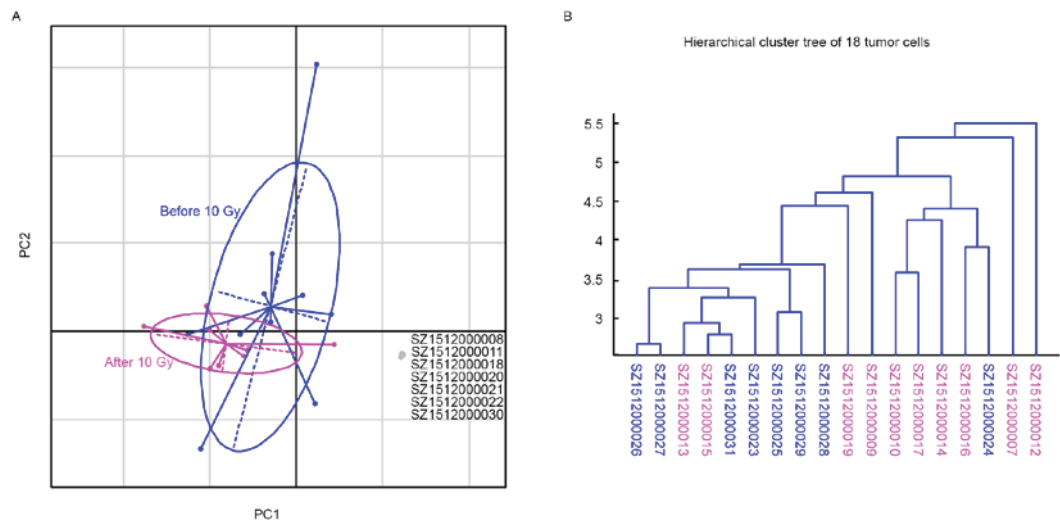 A
B
Hierarchical cluster tree of 18 tumor cells
Before 10 Gy
After 10 Gy
PC2
PC1
SZ1512000008
SZ1512000011
SZ1512000018
SZ1512000020
SZ1512000021
SZ1512000022
SZ1512000030
5.5
5
4.5
4
3.5
3
SZ1512000026
SZ1512000027
SZ1512000013
SZ1512000015
SZ1512000031
SZ1512000023
SZ1512000025
SZ1512000029
SZ1512000028
SZ1512000019
SZ1512000009
SZ1512000010
SZ1512000017
SZ1512000014
SZ1512000016
SZ1512000024
SZ1512000007
SZ1512000012